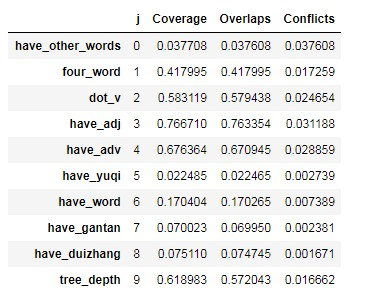 j Coverage Overlaps Conflicts
have_other_words 0 0.037708 0.037608 0.037608
four_word 1 0.417995 0.417995 0.017259
dot_v 2 0.583119 0.579438 0.024654
have_adj 3 0.766710 0.763354 0.031188
have_adv 4 0.676364 0.670945 0.028859
have_yuqi 5 0.022485 0.022465 0.002739
have_word 6 0.170404 0.170265 0.007389
have_gantan 7 0.070023 0.069950 0.002381
have_duizhang 8 0.075110 0.074745 0.001671
tree_depth 9 0.618983 0.572043 0.016662